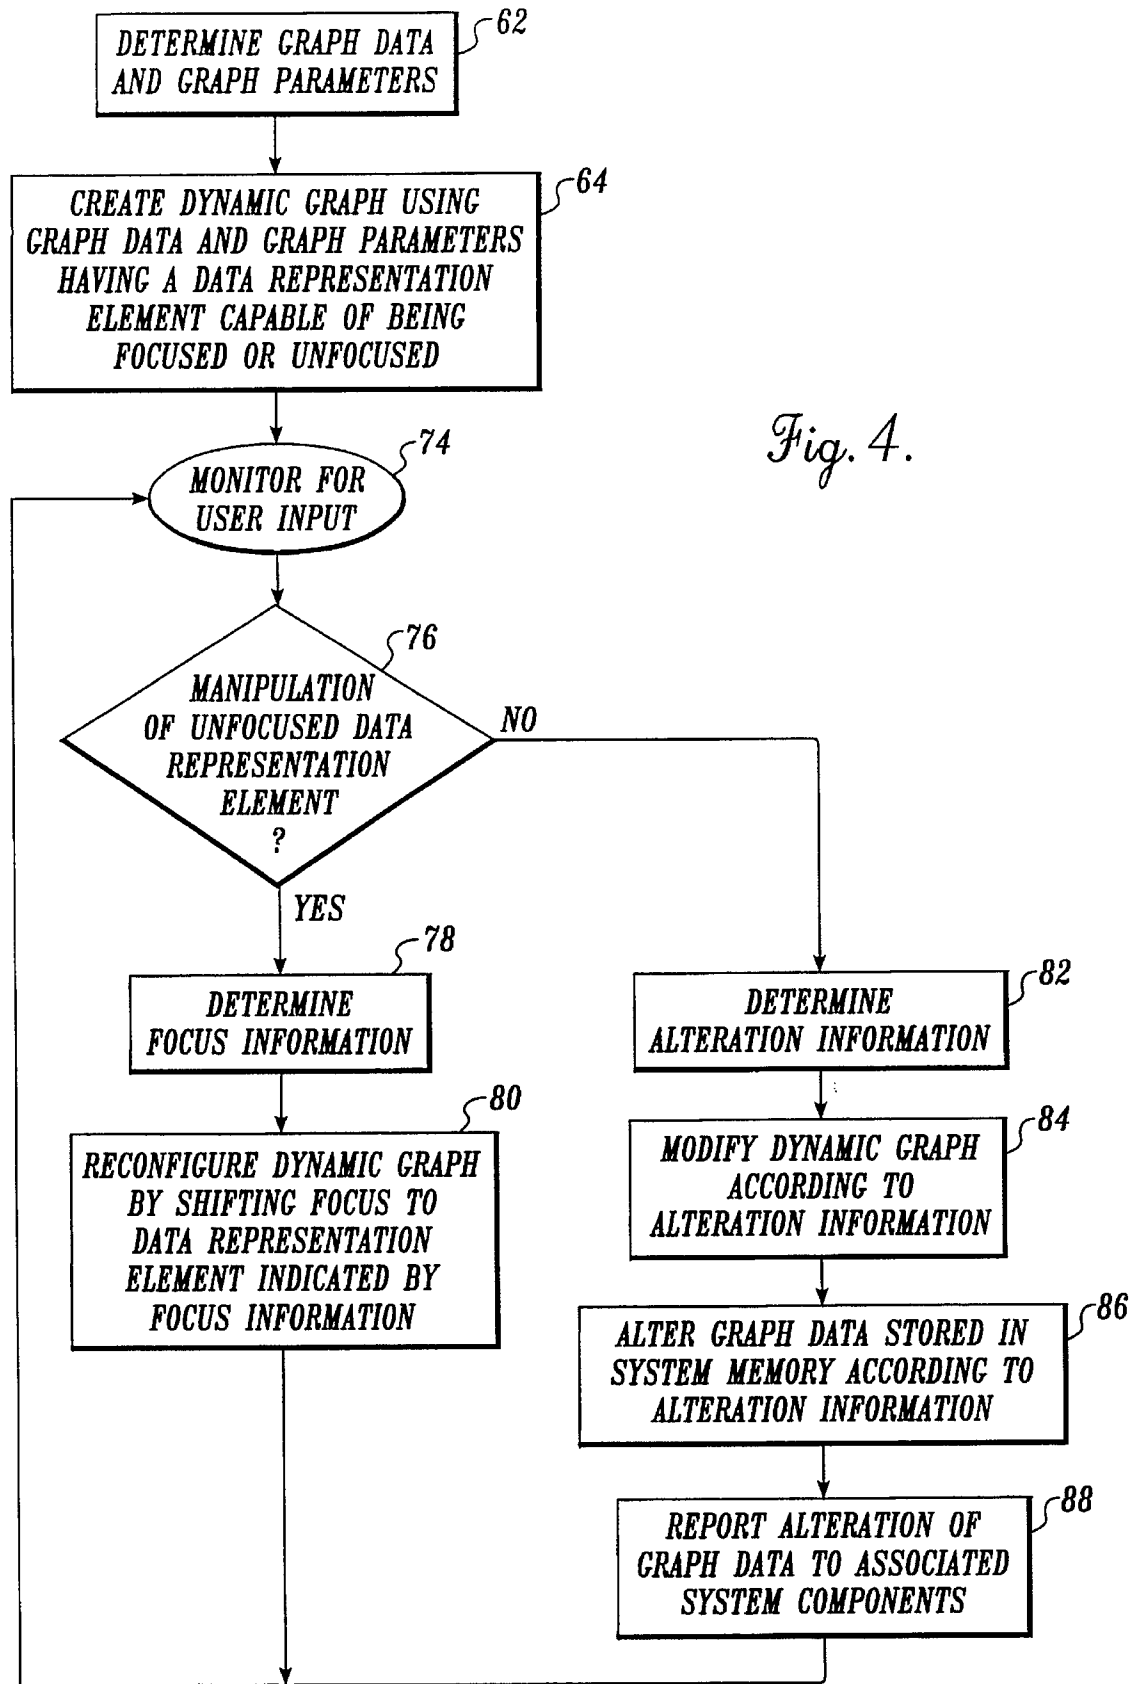 62
DETERMINE GRAPH DATA
AND GRAPH PARAMETERS
64
CREATE DYNAMIC GRAPH USING
GRAPH DATA AND GRAPH PARAMETERS
HAVING A DATA REPRESENTATION
ELEMENT CAPABLE OF BEING
FOCUSED OR UNFOCUSED
Fig. 4.
74
MONITOR FOR
USER INPUT
76
MANIPULATION
OF UNFOCUSED DATA
REPRESENTATION
ELEMENT
?
NO
YES
78
DETERMINE
FOCUS INFORMATION
80
RECONFIGURE DYNAMIC GRAPH
BY SHIFTING FOCUS TO
DATA REPRESENTATION
ELEMENT INDICATED BY
FOCUS INFORMATION
82
DETERMINE
ALTERATION INFORMATION
84
MODIFY DYNAMIC GRAPH
ACCORDING TO
ALTERATION INFORMATION
86
ALTER GRAPH DATA STORED IN
SYSTEM MEMORY ACCORDING TO
ALTERATION INFORMATION
88
REPORT ALTERATION OF
GRAPH DATA TO ASSOCIATED
SYSTEM COMPONENTS